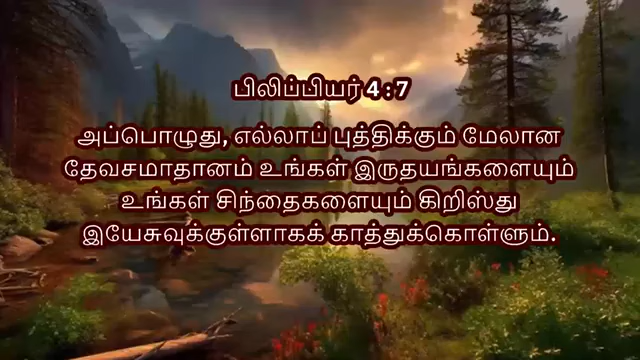 பிலிப்பியர் 4 : 7
அப்பொழுது, எல்லாப் புத்திக்கும் மேலான
தேவசமாதானம் உங்கள் இருதயங்களையும்
உங்கள் சிந்தைகளையும் கிறிஸ்து
இயேசுவுக்குள்ளாகக் காத்துக்கொள்ளும்.